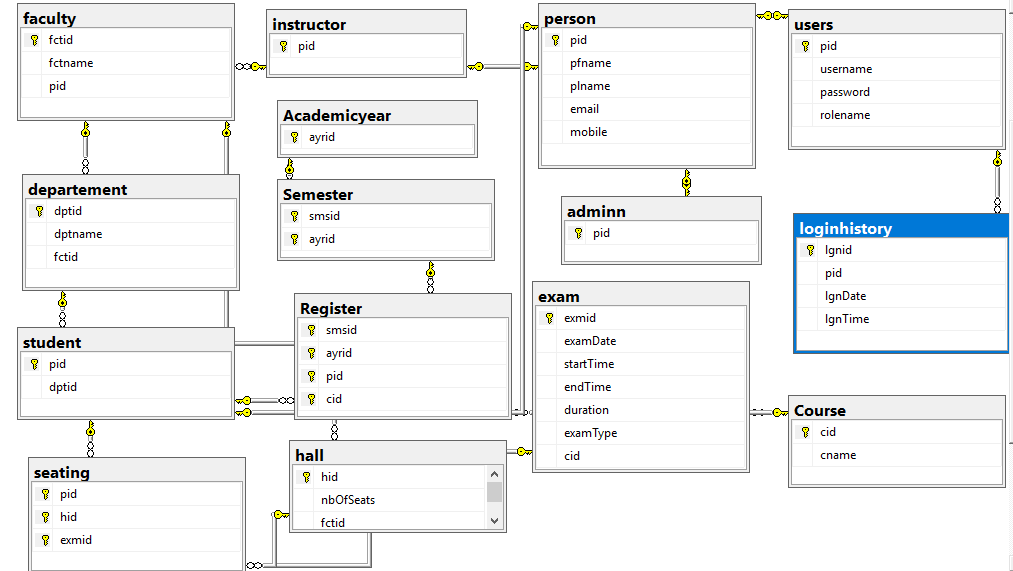 faculty
fctid
fctname
pid
instructor
pid
person
pid
pfname
plname
email
mobile
users
pid
username
password
rolename
Academicyear
ayrid
Semester
smsid
ayrid
departement
dptid
dptname
fctid
adminn
pid
loginhistory
lgnid
pid
lgnDate
lgnTime
Register
smsid
ayrid
pid
cid
exam
exmid
examDate
startTime
endTime
duration
examType
cid
student
pid
dptid
Course
cid
cname
hall
hid
nbOfSeats
fctid
seating
pid
hid
exmid